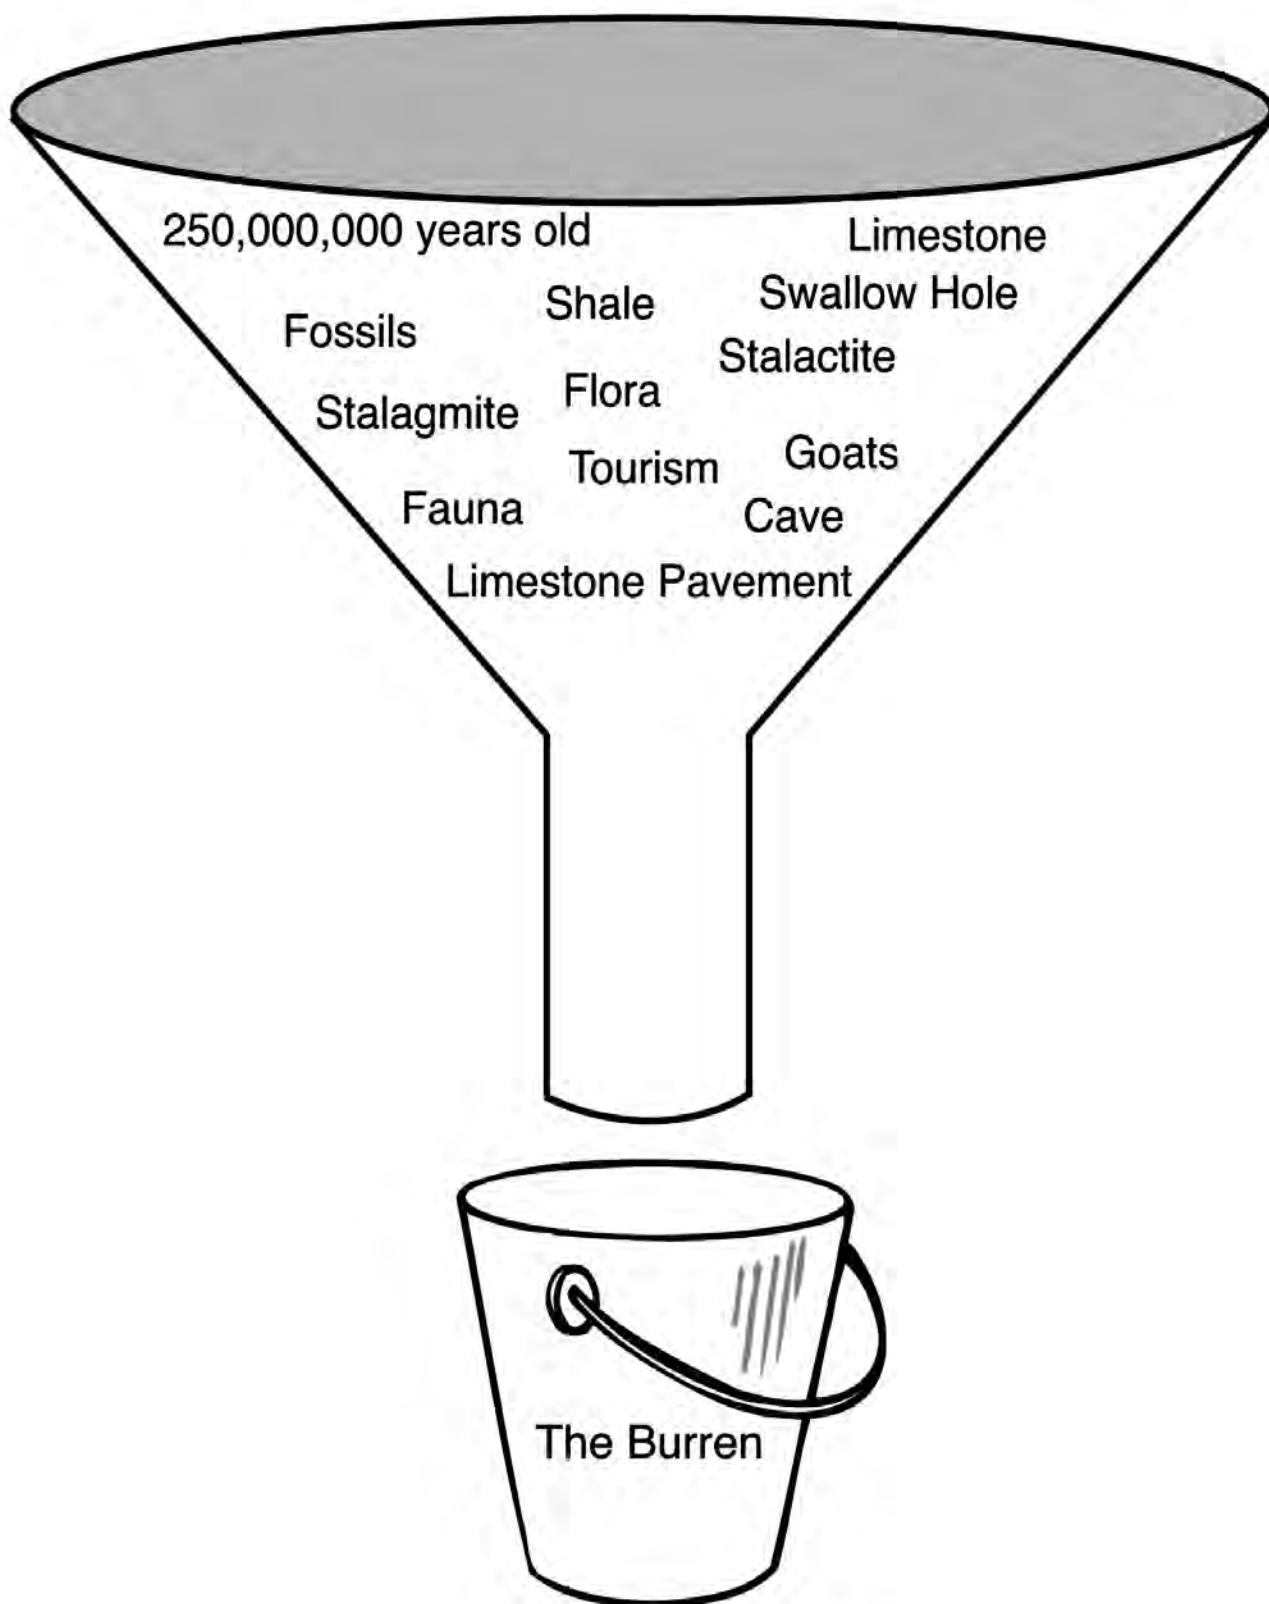 250,000,000 years old
Limestone
Shale
Swallow Hole
Fossils
Stalactite
Flora
Stalagmite
Goats
Tourism
Fauna
Cave
Limestone Pavement
The Burren